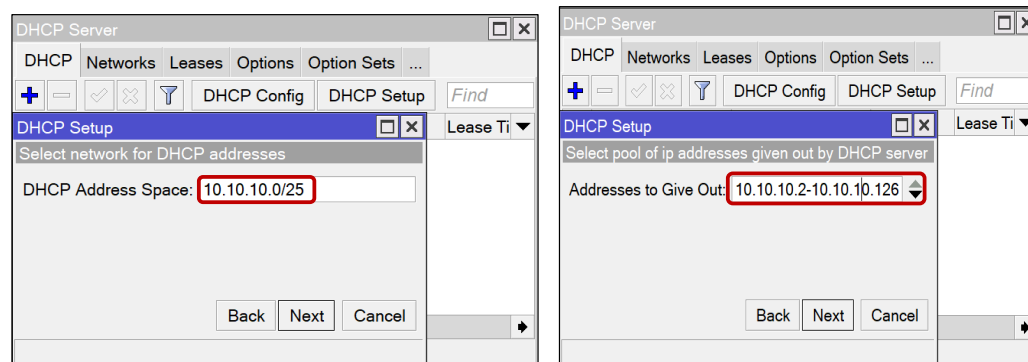 DHCP Server
DHCP Networks Leases Options Option Sets ...
DHCP Config DHCP Setup Find
DHCP Setup Lease Ti
Select network for DHCP addresses
DHCP Address Space: 10.10.10.0/25
Back Next Cancel
DHCP Server
DHCP Networks Leases Options Option Sets ...
DHCP Config DHCP Setup Find
DHCP Setup Lease Ti
Select pool of ip addresses given out by DHCP server
Addresses to Give Out: 10.10.10.2-10.10.10.126
Back Next Cancel